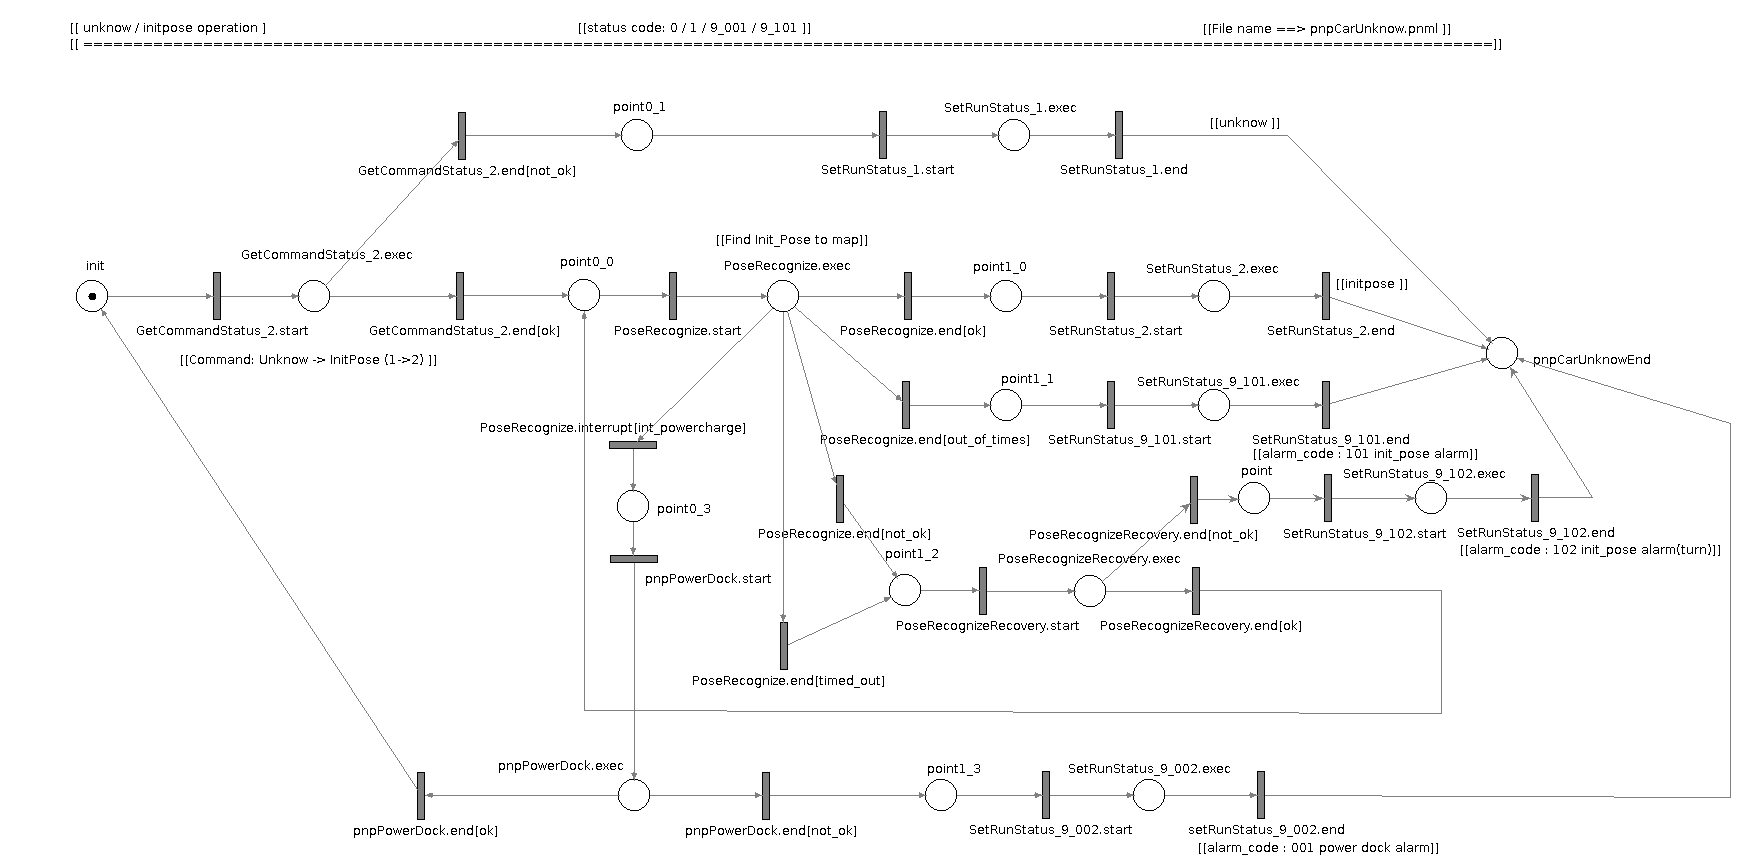 [[ unknow / initpose operation ]
[[status code: 0 / 1 / 9_001 / 9_101 ]]
[[File name ==> pnpCarUnknow.pnml ]]
[[ =============================================================================================================================================]]
point0_1
SetRunStatus_1.exec
[[unknow ]]
GetCommandStatus_2.end[not_ok]
SetRunStatus_1.start
SetRunStatus_1.end
[[Find Init_Pose to map]]
init
GetCommandStatus_2.exec
point0_0
PoseRecognize.exec
point1_0
SetRunStatus_2.exec
[[initpose ]]
GetCommandStatus_2.start
GetCommandStatus_2.end[ok]
PoseRecognize.start
PoseRecognize.end[ok]
SetRunStatus_2.start
SetRunStatus_2.end
[[Command: Unknow -> InitPose (1->2) ]]
pnpCarUnknowEnd
point1_1
SetRunStatus_9_101.exec
PoseRecognize.interrupt[int_powercharge]
PoseRecognize.end[out_of_times]
SetRunStatus_9_101.start
SetRunStatus_9_101.end
[[alarm_code : 101 init_pose alarm]]
point
SetRunStatus_9_102.exec
point0_3
PoseRecognize.end[not_ok]
PoseRecognizeRecovery.end[not_ok]
SetRunStatus_9_102.start
SetRunStatus_9_102.end
[[alarm_code : 102 init_pose alarm(turn)]]
point1_2
PoseRecognizeRecovery.exec
pnpPowerDock.start
PoseRecognizeRecovery.start
PoseRecognizeRecovery.end[ok]
PoseRecognize.end[timed_out]
pnpPowerDock.exec
point1_3
SetRunStatus_9_002.exec
pnpPowerDock.end[ok]
pnpPowerDock.end[not_ok]
SetRunStatus_9_002.start
setRunStatus_9_002.end
[[alarm_code : 001 power dock alarm]]